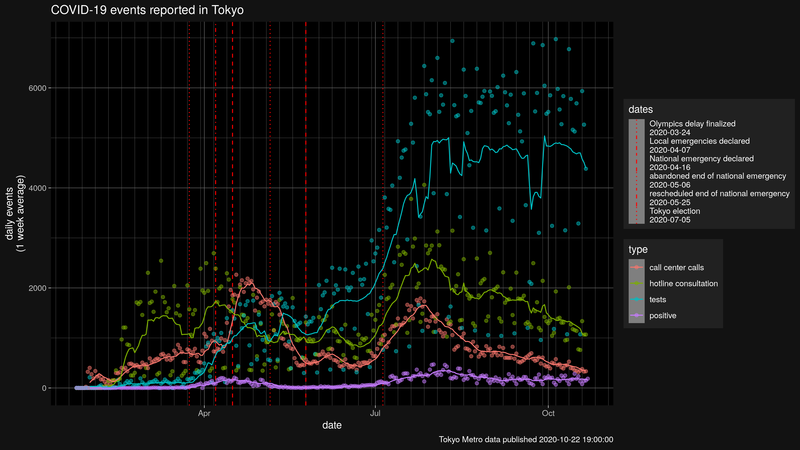 COVID-19 events reported in Tokyo
daily events
(1 week average)
6000
4000
2000
0
Apr
Jul
Oct
date
dates
Olympics delay finalized
2020-03-24
Local emergencies declared
2020-04-07
National emergency declared
2020-04-16
abandoned end of national emergency
2020-05-06
rescheduled end of national emergency
2020-05-25
Tokyo election
2020-07-05
type
call center calls
hotline consultation
tests
positive
Tokyo Metro data published 2020-10-22 19:00:00